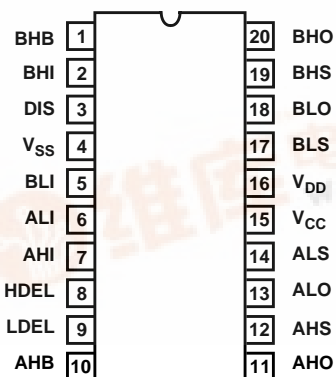 BHB 1 20 BHO
BHI 2 19 BHS
DIS 3 18 BLO
VSS 4 17 BLS
BLI 5 16 VDD
ALI 6 15 VCC
AHI 7 14 ALS
HDEL 8 13 ALO
LDEL 9 12 AHS
AHB 10 11 AHO